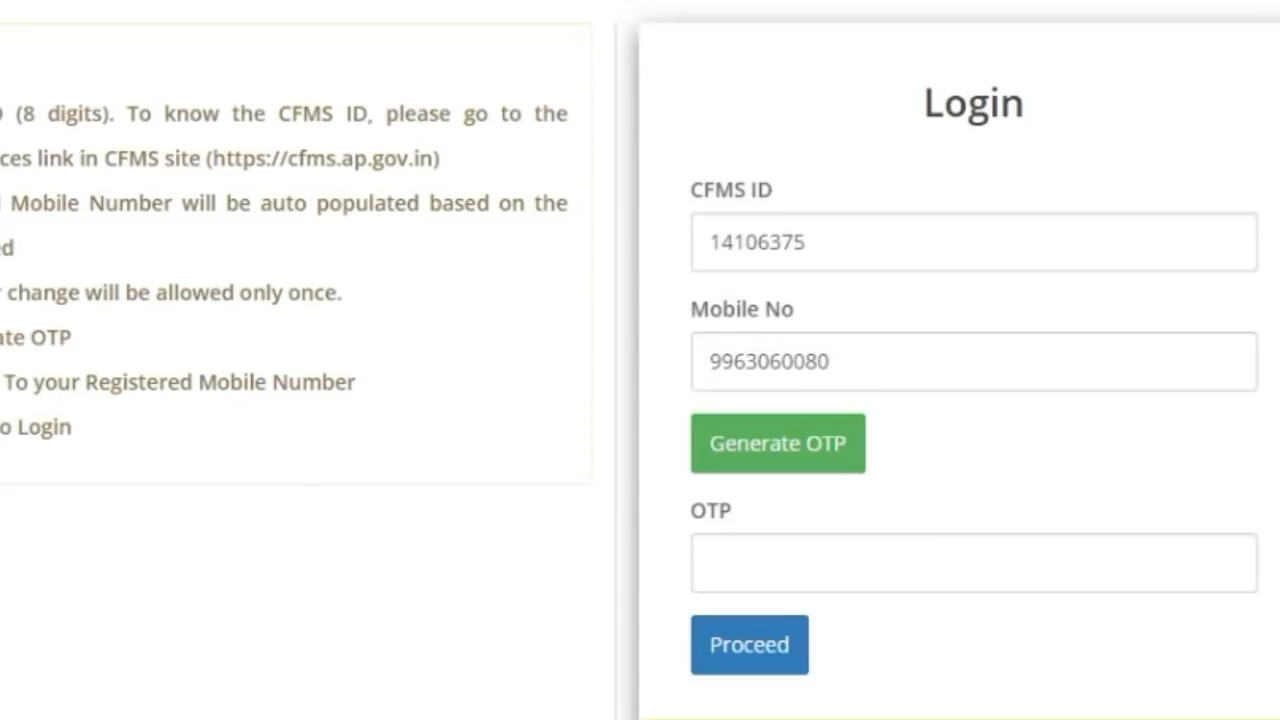 (8 digits). To know the CFMS ID, please go to the
ces link in CFMS site (https://cfms.ap.gov.in)
Mobile Number will be auto populated based on the
ed
change will be allowed only once.
ate OTP
To your Registered Mobile Number
o Login
Login
CFMS ID
14106375
Mobile No
9963060080
Generate OTP
OTP
Proceed